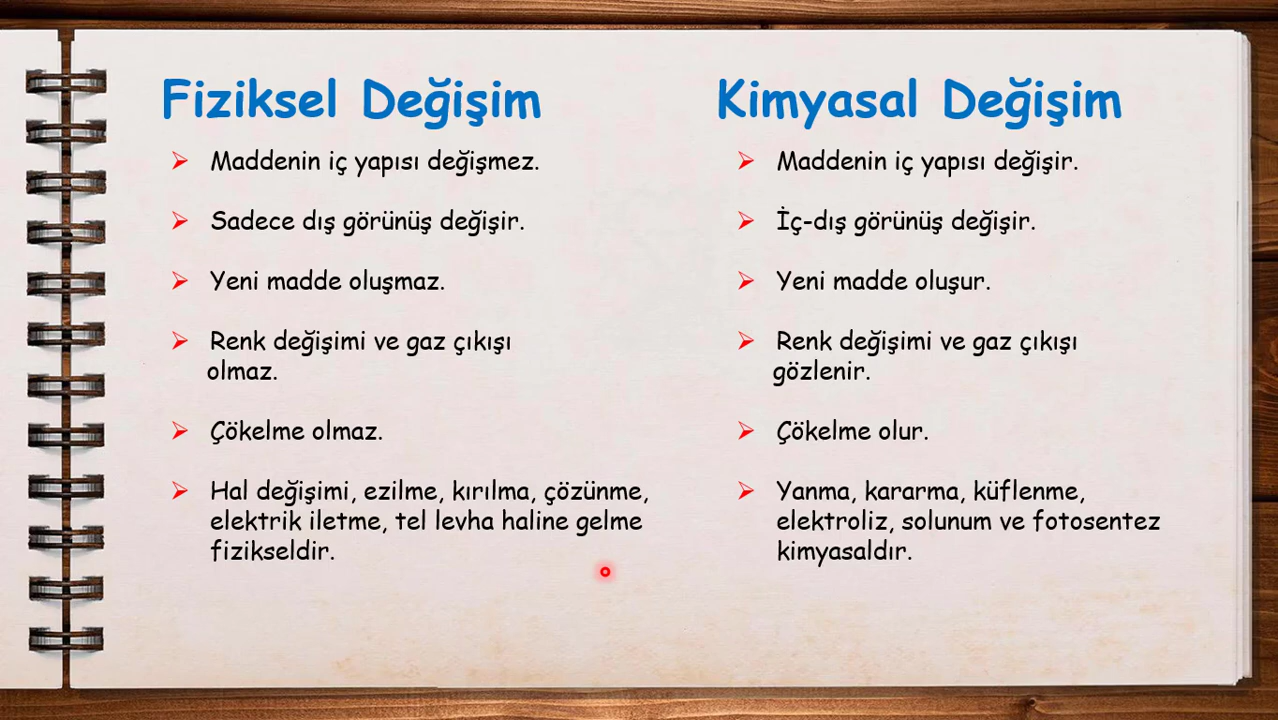 Fiziksel Değişim
Maddenin iç yapısı değişmez.
Sadece dış görünüş değişir.
Yeni madde oluşmaz.
Renk değişimi ve gaz çıkışı
olmaz.
Çökelme olmaz.
Hal değişimi, ezilme, kırılma, çözünme,
elektrik iletme, tel levha haline gelme
fizikseldir.
Kimyasal Değişim
Maddenin iç yapısı değişir.
İç-dış görünüş değişir.
Yeni madde oluşur.
Renk değişimi ve gaz çıkışı
gözlenir.
Çökelme olur.
Yanma, kararma, küflenme,
elektroliz, solunum ve fotosentez
kimyasaldır.